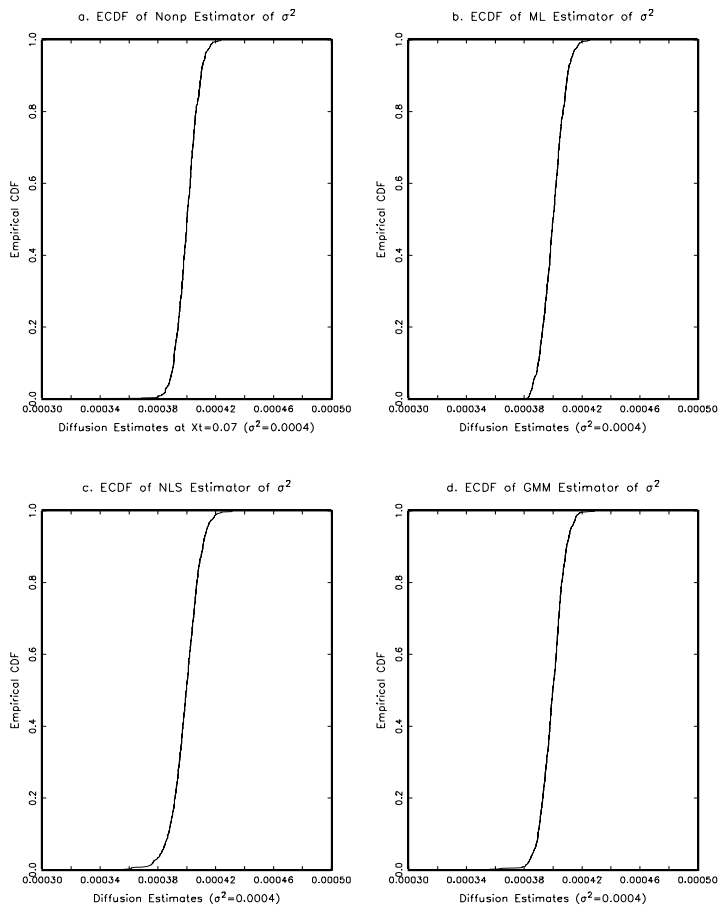 a. ECDF of Nonp Estimator of σ²
b. ECDF of ML Estimator of σ²
Empirical CDF
0.0 0.2 0.4 0.6 0.8 1.0
0.00030 0.00034 0.00038 0.00042 0.00046 0.00050
Diffusion Estimates at Xt=0.07 (σ²=0.0004)
Empirical CDF
0.0 0.2 0.4 0.6 0.8 1.0
0.00030 0.00034 0.00038 0.00042 0.00046 0.00050
Diffusion Estimates (σ²=0.0004)
c. ECDF of NLS Estimator of σ²
d. ECDF of GMM Estimator of σ²
Empirical CDF
0.0 0.2 0.4 0.6 0.8 1.0
0.00030 0.00034 0.00038 0.00042 0.00046 0.00050
Diffusion Estimates (σ²=0.0004)
Empirical CDF
0.0 0.2 0.4 0.6 0.8 1.0
0.00030 0.00034 0.00038 0.00042 0.00046 0.00050
Diffusion Estimates (σ²=0.0004)